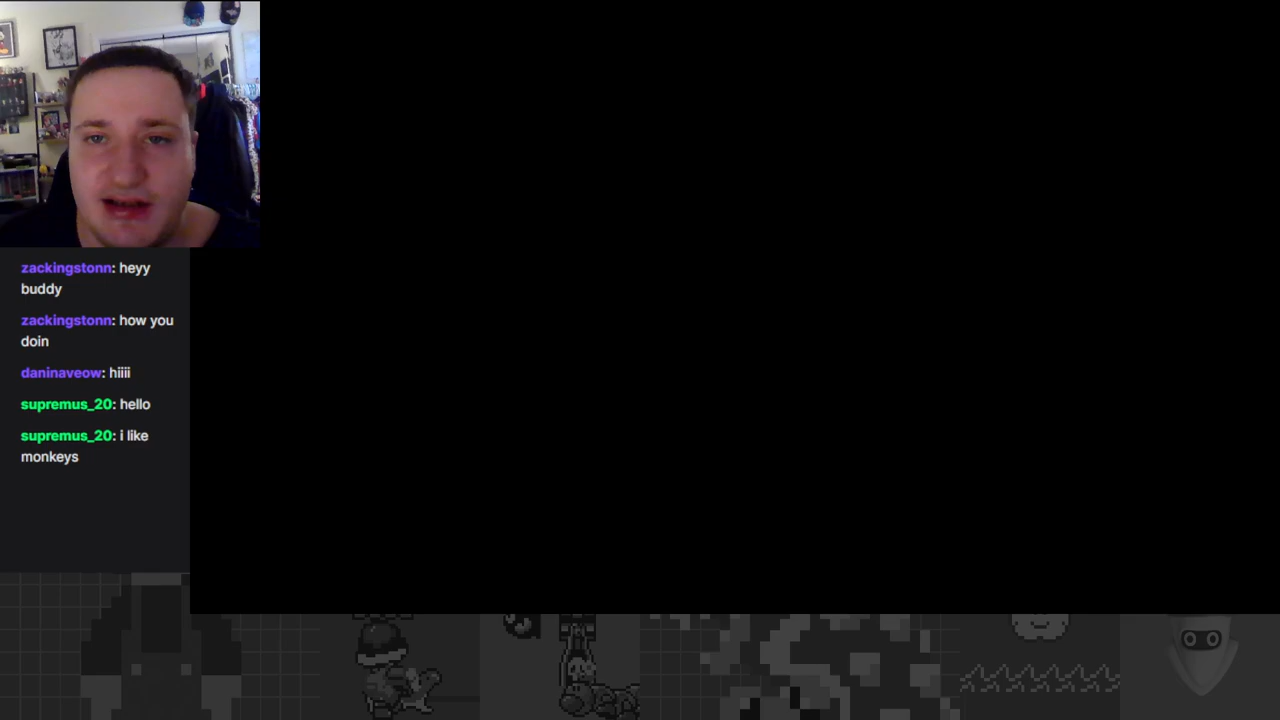 zackingstonn: heyy
buddy
zackingstonn: how you
doin
daninaveow: hiiii
supremus_20: hello
supremus_20: i like
monkeys